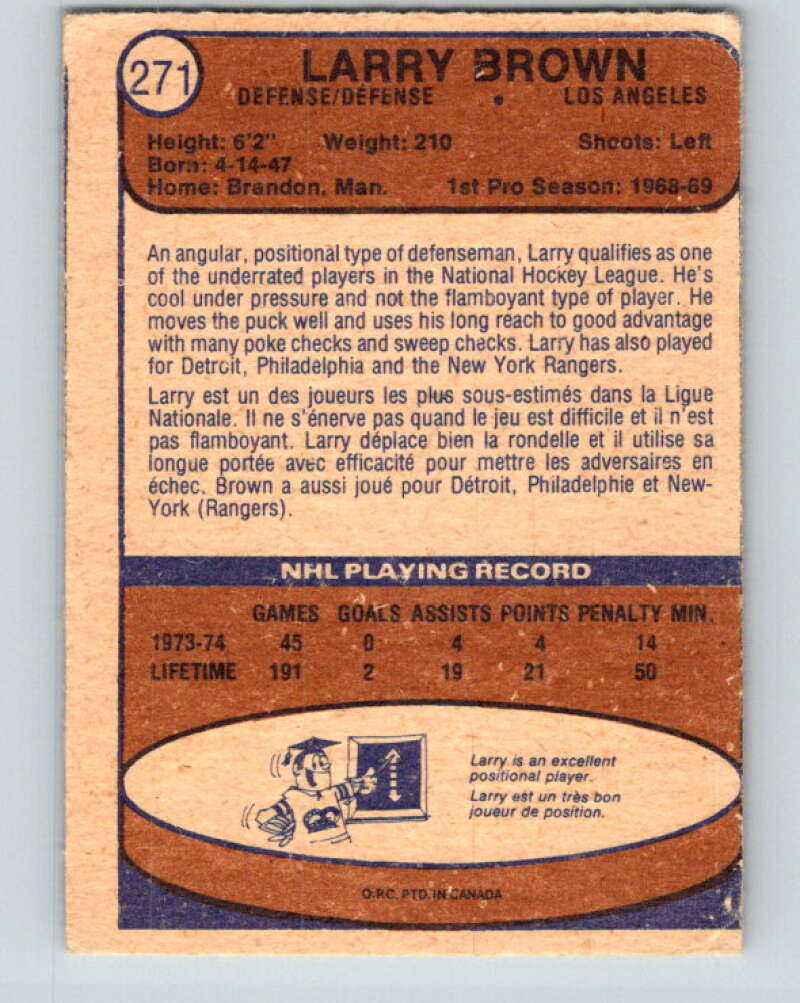 271
LARRY BROWN
DEFENSE/DÉFENSE • LOS ANGELES
Height: 6'2" Weight: 210 Shoots: Left
Born: 4-14-47
Home: Brandon, Man. 1st Pro Season: 1968-69
An angular, positional type of defenseman, Larry qualifies as one
of the underrated players in the National Hockey League. He's
cool under pressure and not the flamboyant type of player. He
moves the puck well and uses his long reach to good advantage
with many poke checks and sweep checks. Larry has also played
for Detroit, Philadelphia and the New York Rangers.
Larry est un des joueurs les plus sous-estimés dans la Ligue
Nationale. Il ne s'énerve pas quand le jeu est difficile et il n'est
pas flamboyant. Larry déplace bien la rondelle et il utilise sa
longue portée avec efficacité pour mettre les adversaires en
échec. Brown a aussi joué pour Détroit, Philadelphie et New-
York (Rangers).
NHL PLAYING RECORD
GAMES GOALS ASSISTS POINTS PENALTY MIN.
1973-74 45 0 4 4 14
LIFETIME 191 2 19 21 50
Larry is an excellent
positional player.
Larry est un très bon
joueur de position.
O.P.C. PTD. IN CANADA